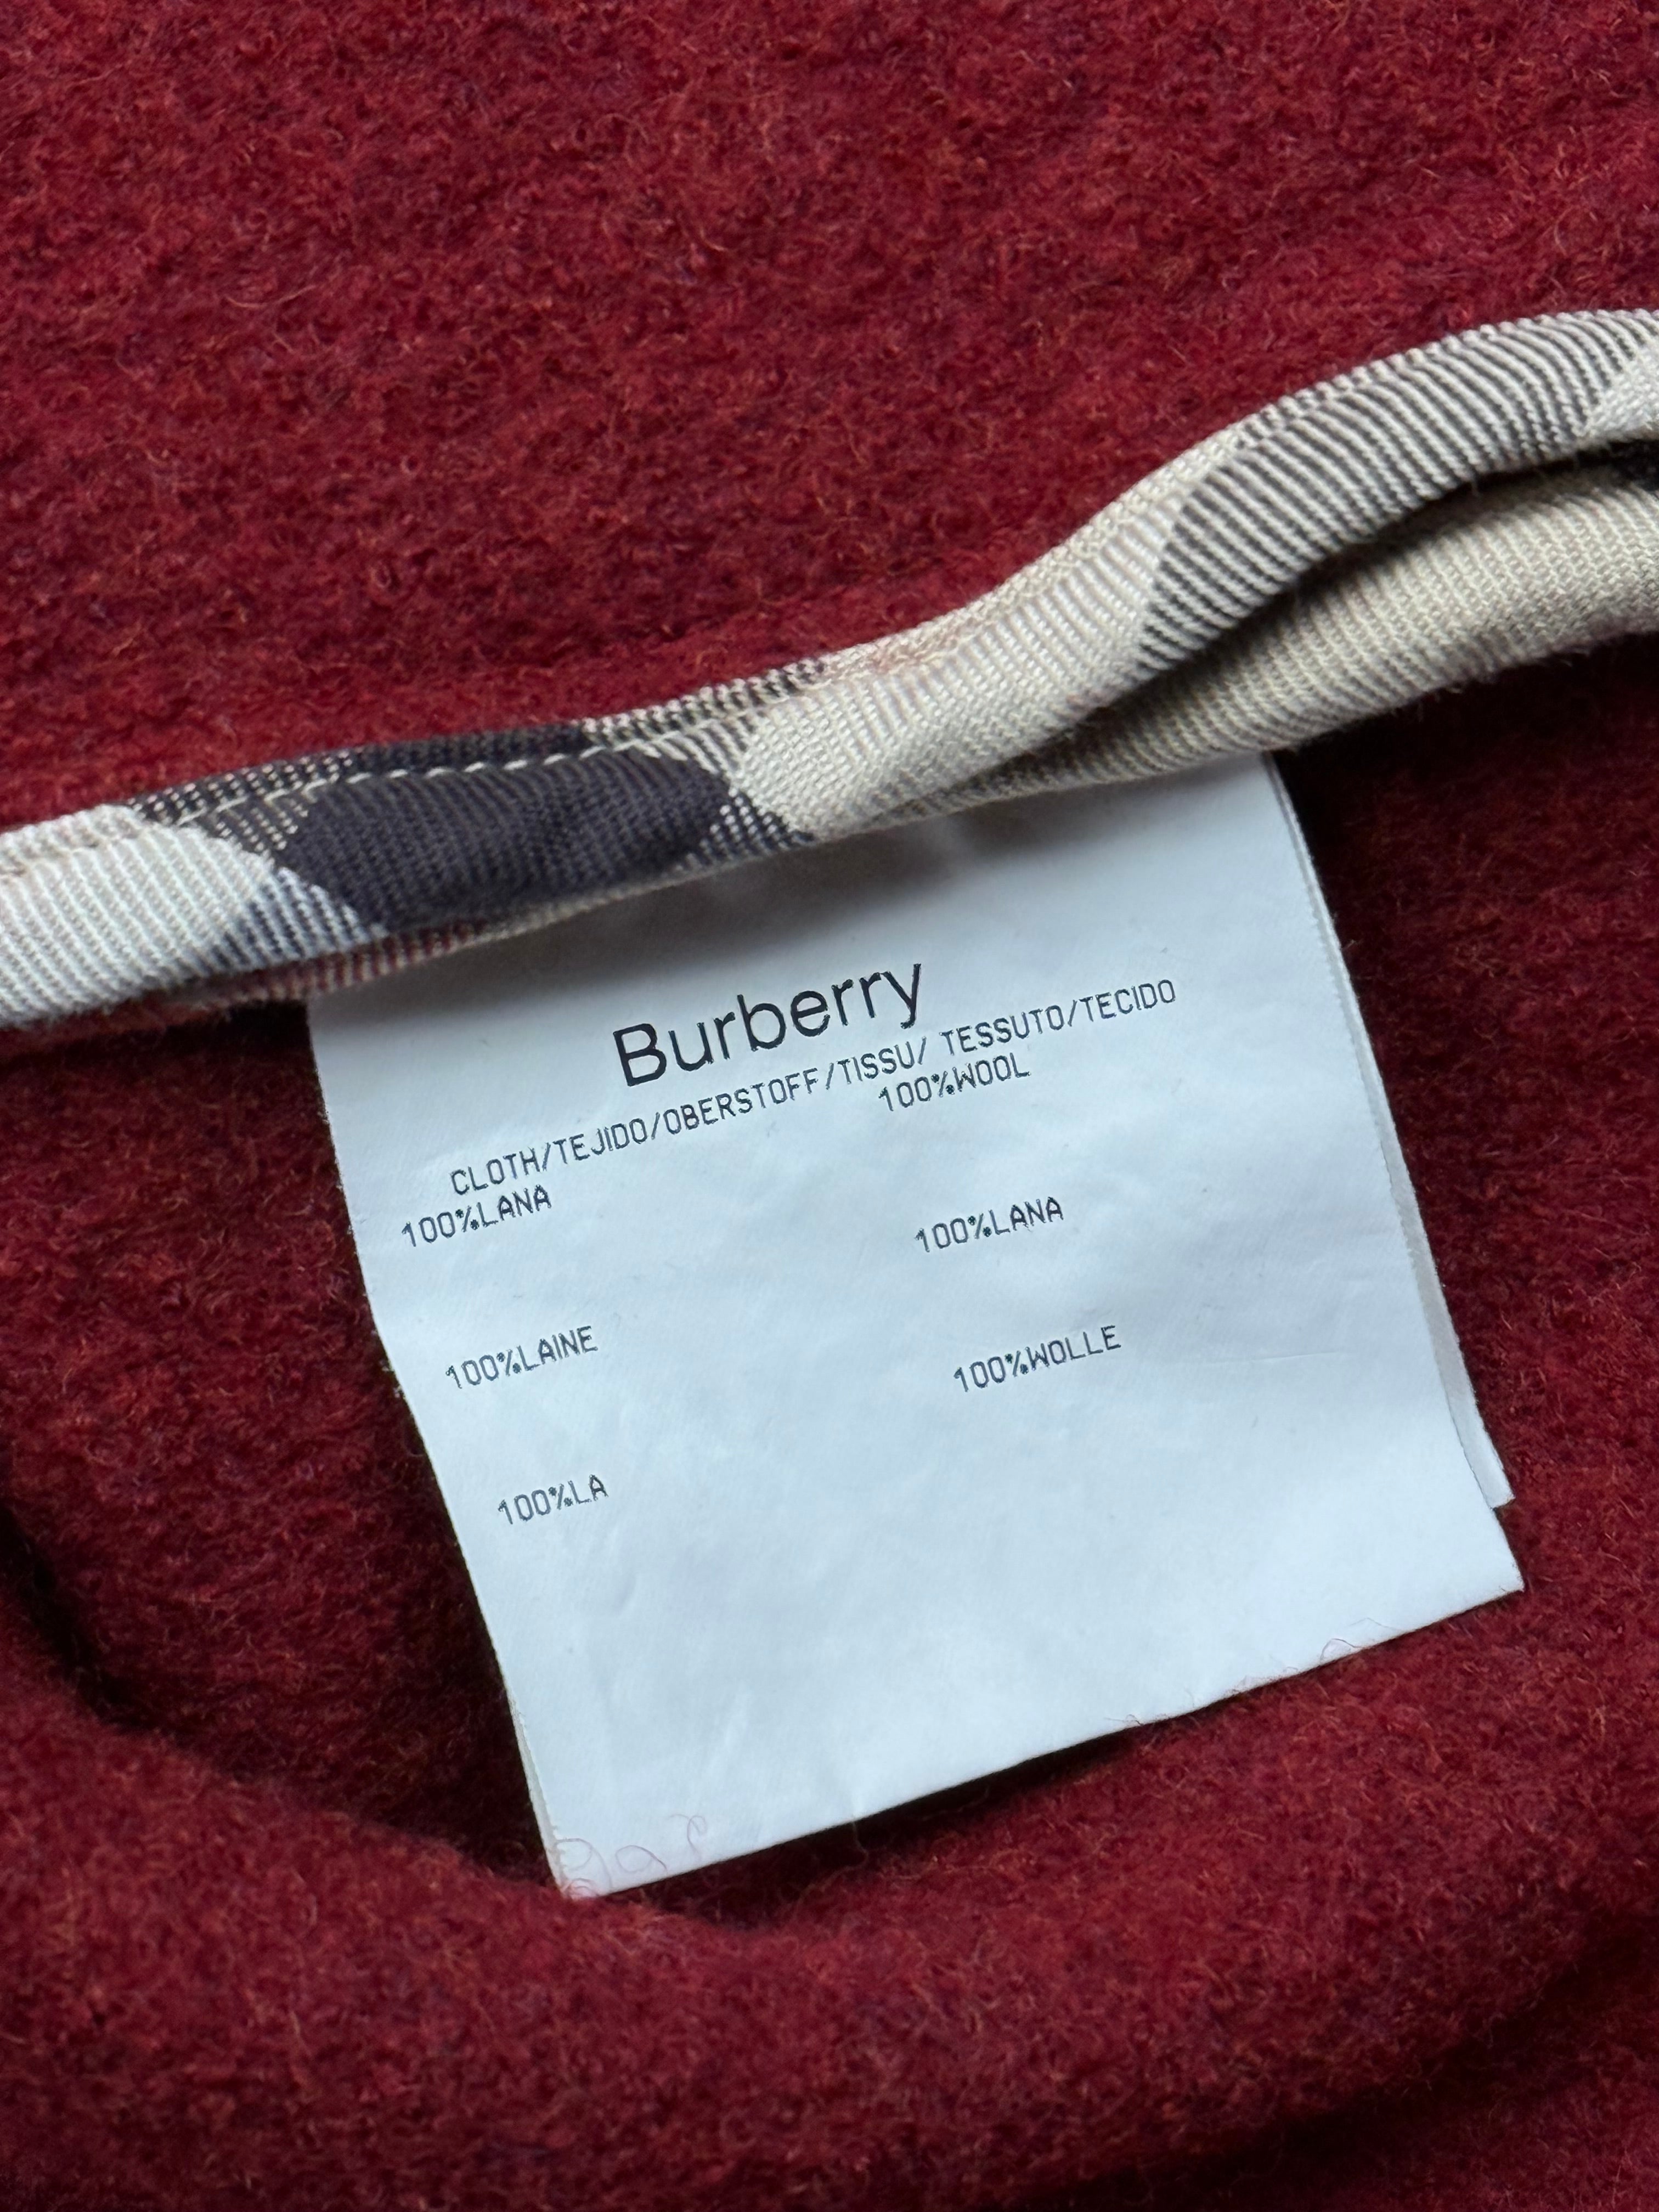 Burberry
CLOTH/TEJIDO/OBERSTOFF/TISSU/ TESSUTO/TECIDO
100%WOOL
100%LANA 100%LANA
100%LAINE 100%WOLLE
100%LA